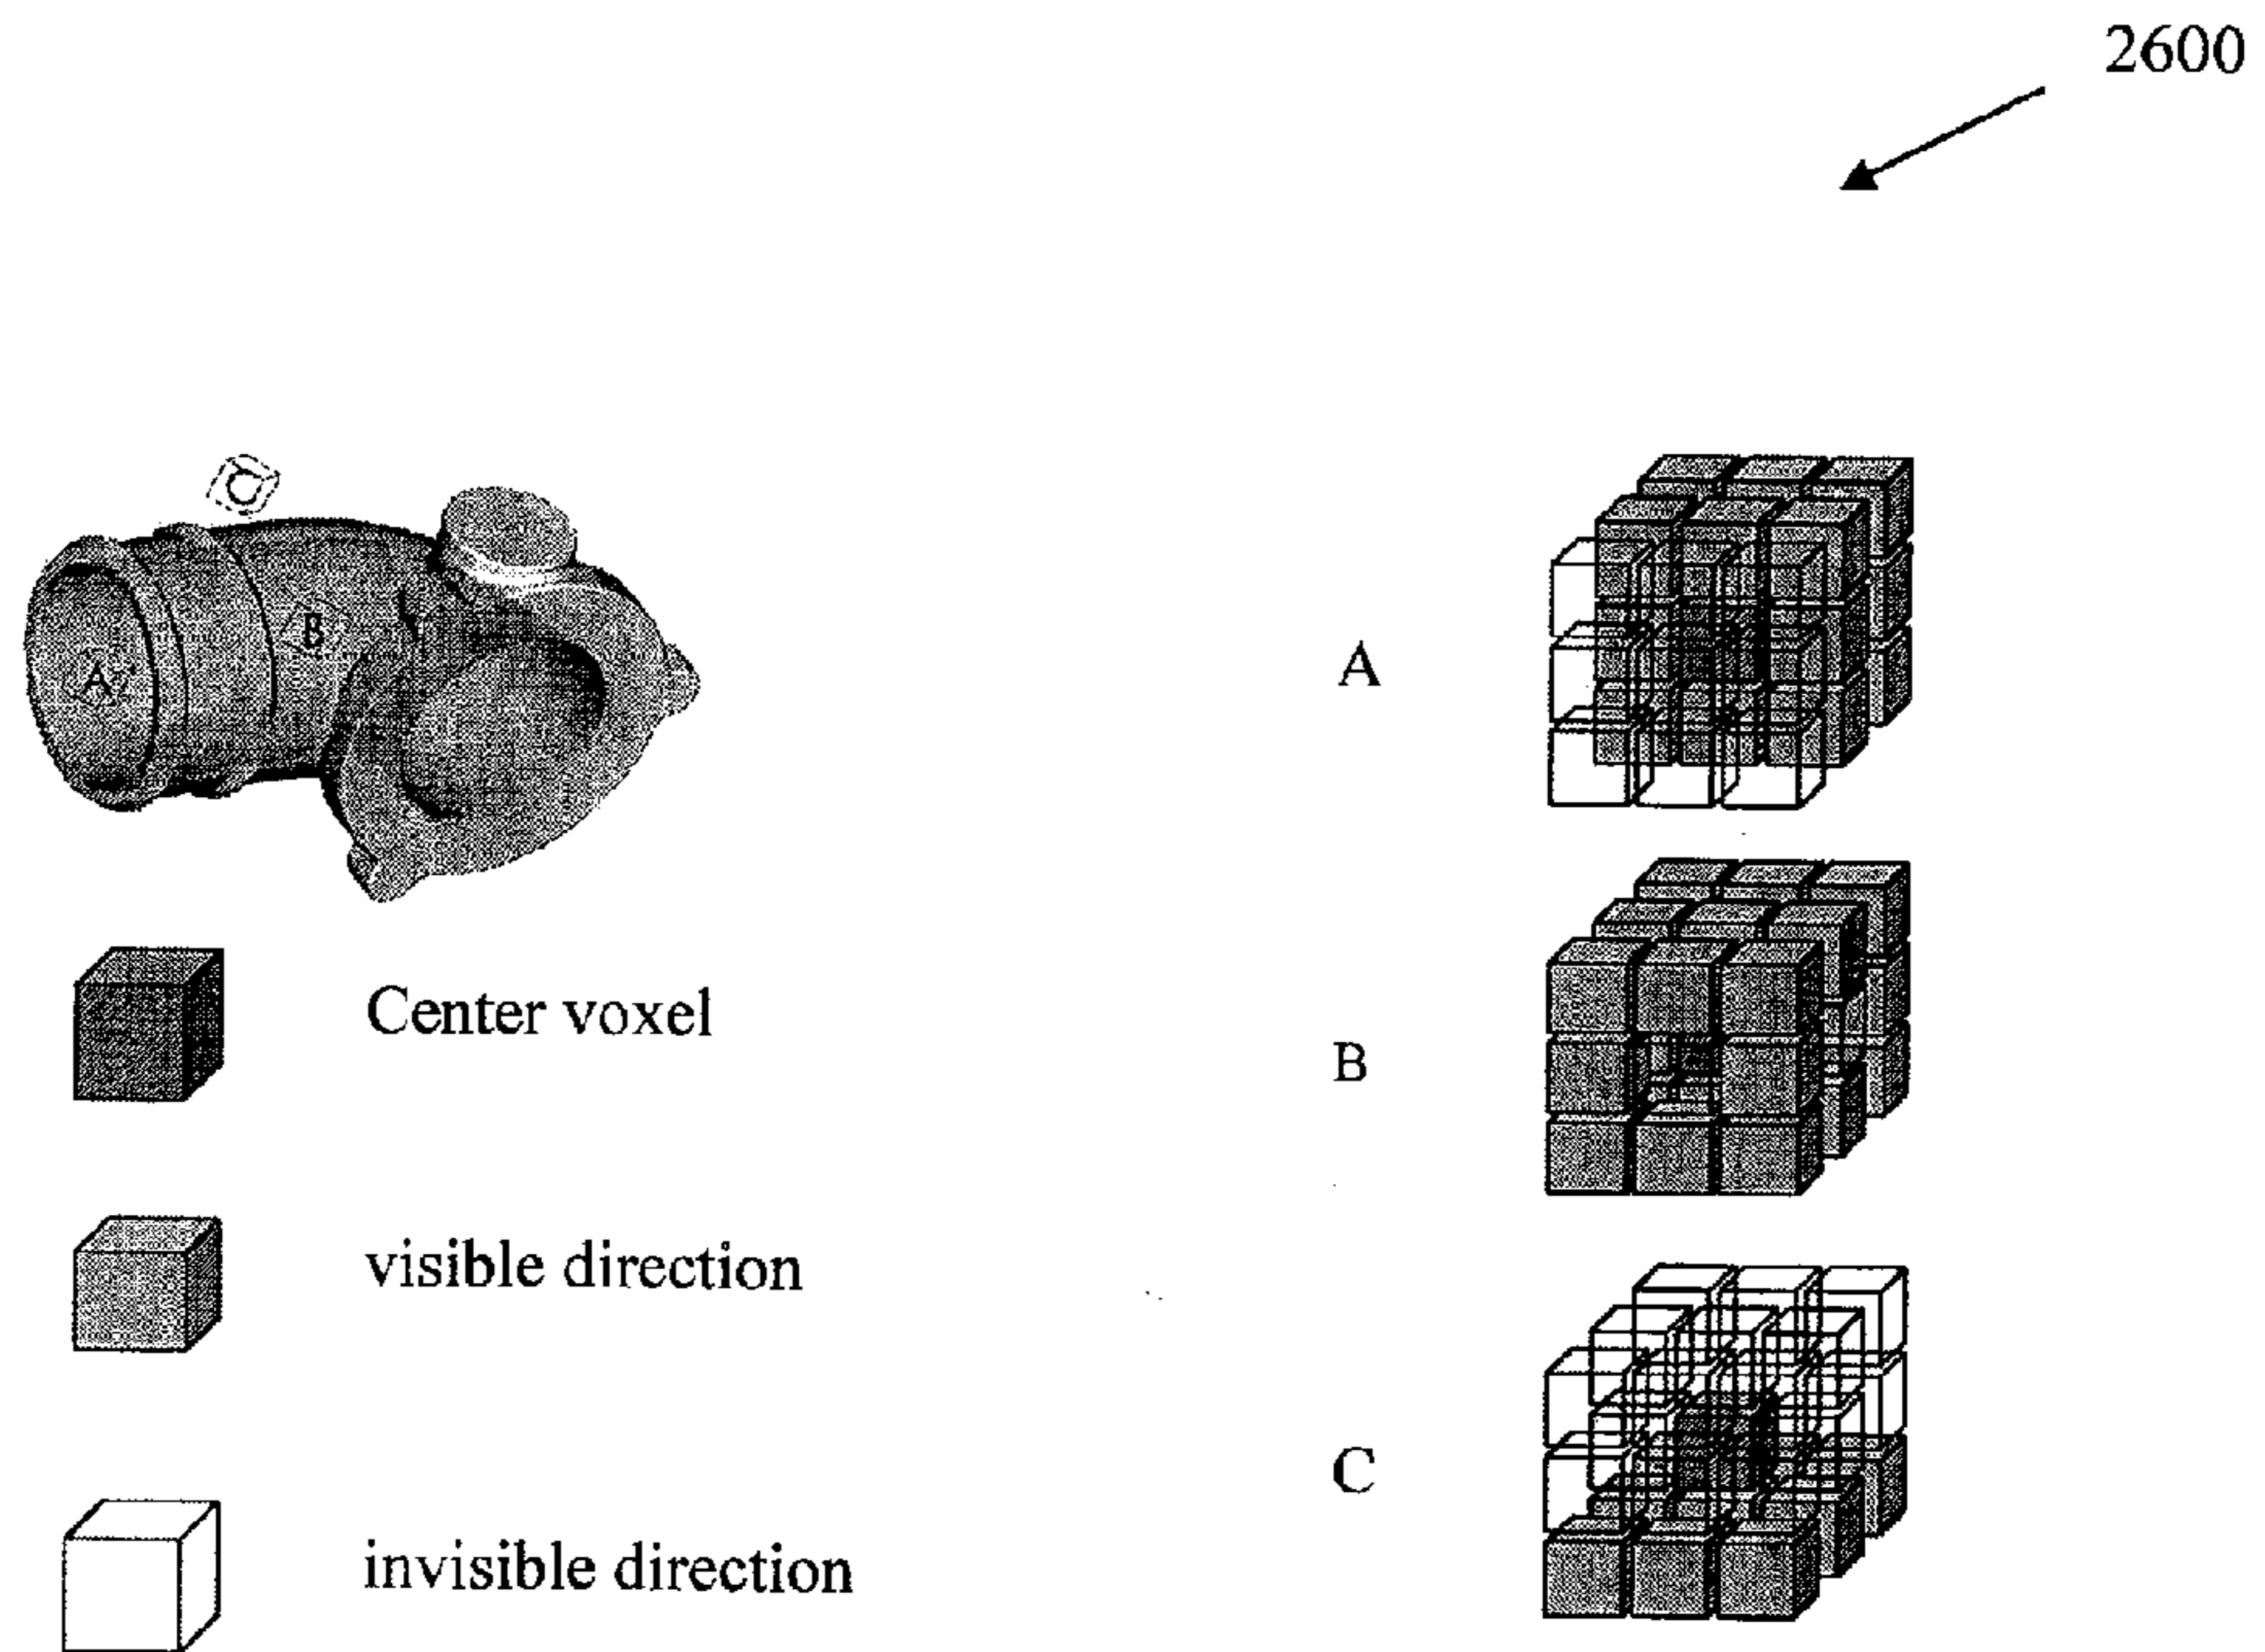 2600
C
B
A
A
Center voxel
B
visible direction
C
invisible direction